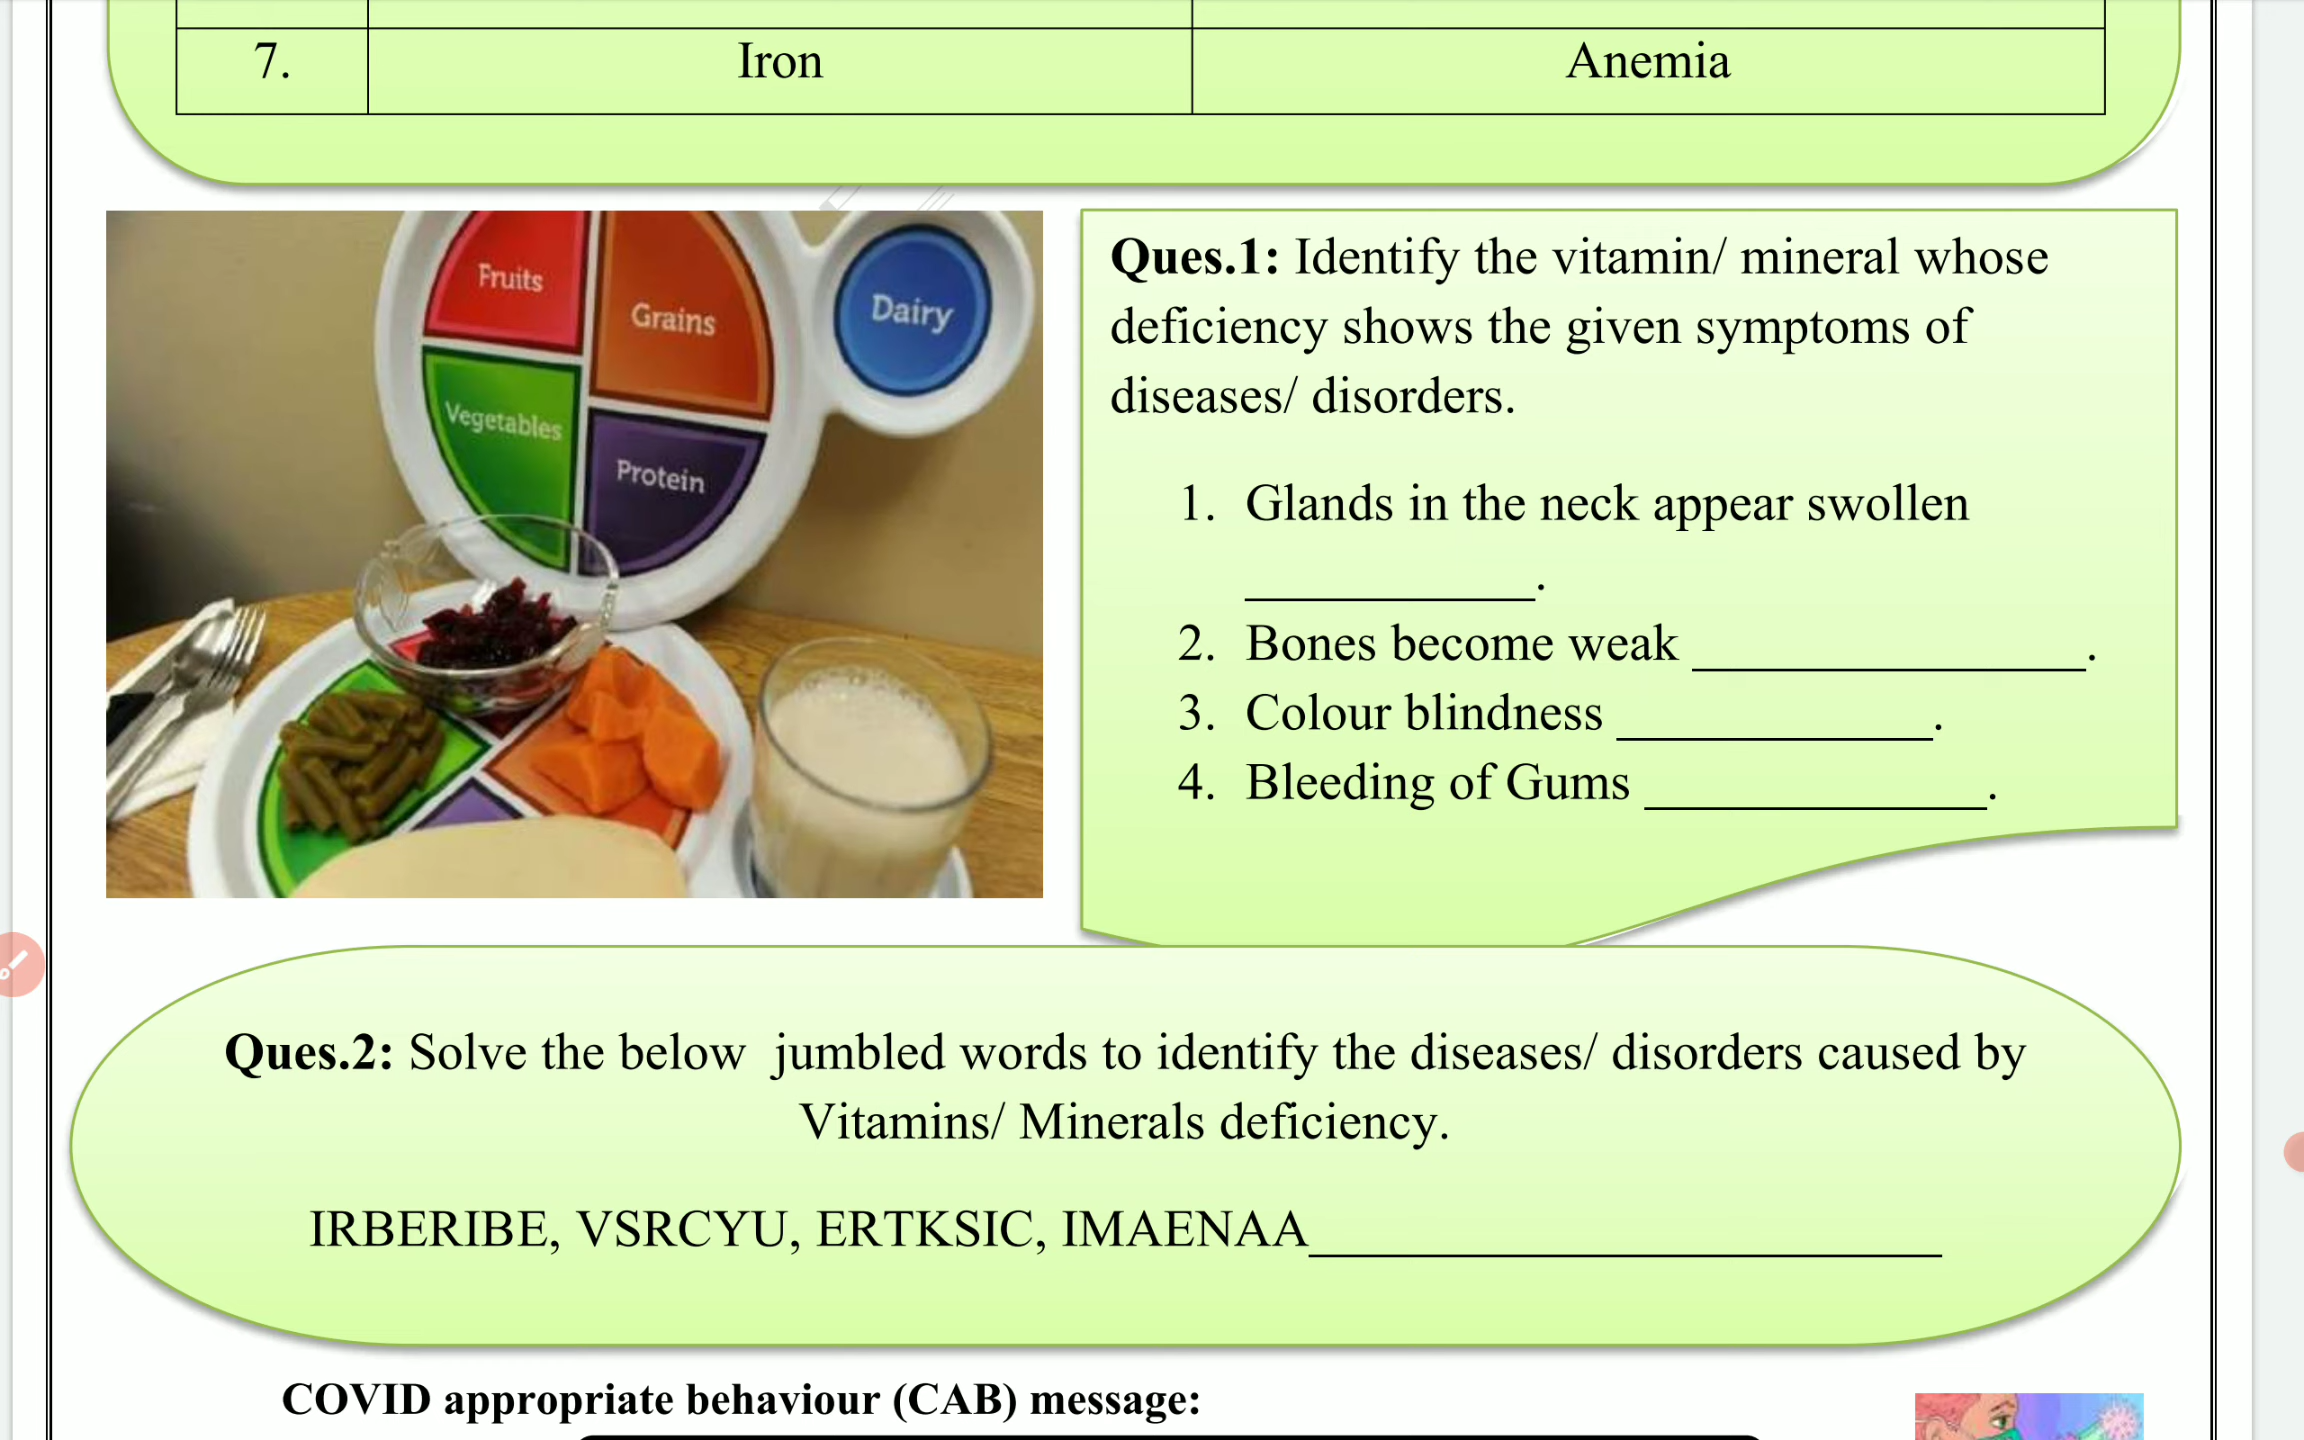 7. Iron Anemia
Fruits
Grains
Dairy
Vegetables
Protein
Ques.1: Identify the vitamin/ mineral whose
deficiency shows the given symptoms of
diseases/ disorders.
1. Glands in the neck appear swollen
__________.
2. Bones become weak ______________.
3. Colour blindness ___________.
4. Bleeding of Gums ____________.
Ques.2: Solve the below jumbled words to identify the diseases/ disorders caused by
Vitamins/ Minerals deficiency.
IRBERIBE, VSRCYU, ERTKSIC, IMAENAA______________________
COVID appropriate behaviour (CAB) message: